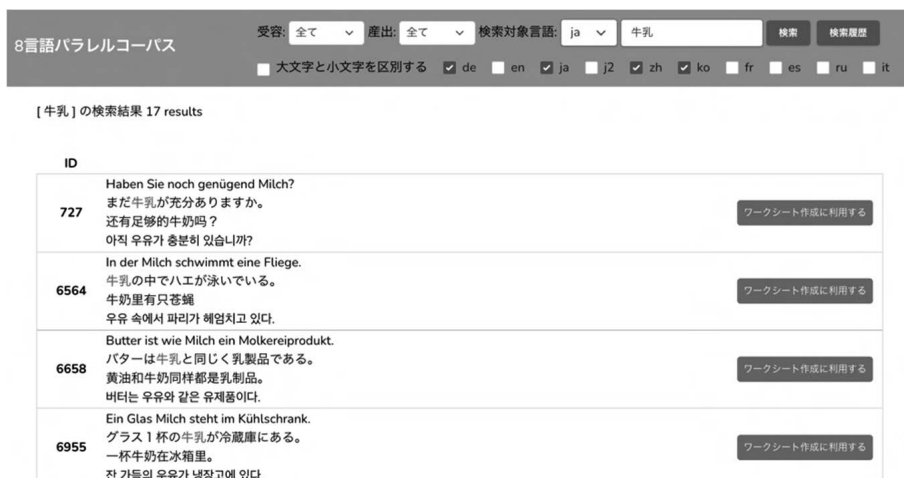 8言語パラレルコーパス
受容: 全て 産出: 全て 検索対象言語: ja 牛乳 検索 検索履歴
大文字と小文字を区別する de en ja j2 zh ko fr es ru it
[ 牛乳 ] の検索結果 17 results
ID
727
Haben Sie noch genügend Milch?
まだ牛乳が充分ありますか。
还有足够的牛奶吗？
아직 우유가 충분히 있습니까?
ワークシート作成に利用する
6564
In der Milch schwimmt eine Fliege.
牛乳の中でハエが泳いでいる。
牛奶里有只苍蝇
우유 속에서 파리가 헤엄치고 있다.
ワークシート作成に利用する
6658
Butter ist wie Milch ein Molkereiprodukt.
バターは牛乳と同じく乳製品である。
黄油和牛奶同样都是乳制品。
버터는 우유와 같은 유제품이다.
ワークシート作成に利用する
6955
Ein Glas Milch steht im Kühlschrank.
グラス１杯の牛乳が冷蔵庫にある。
一杯牛奶在冰箱里。
잔 가득의 우유가 냉장고에 있다
ワークシート作成に利用する